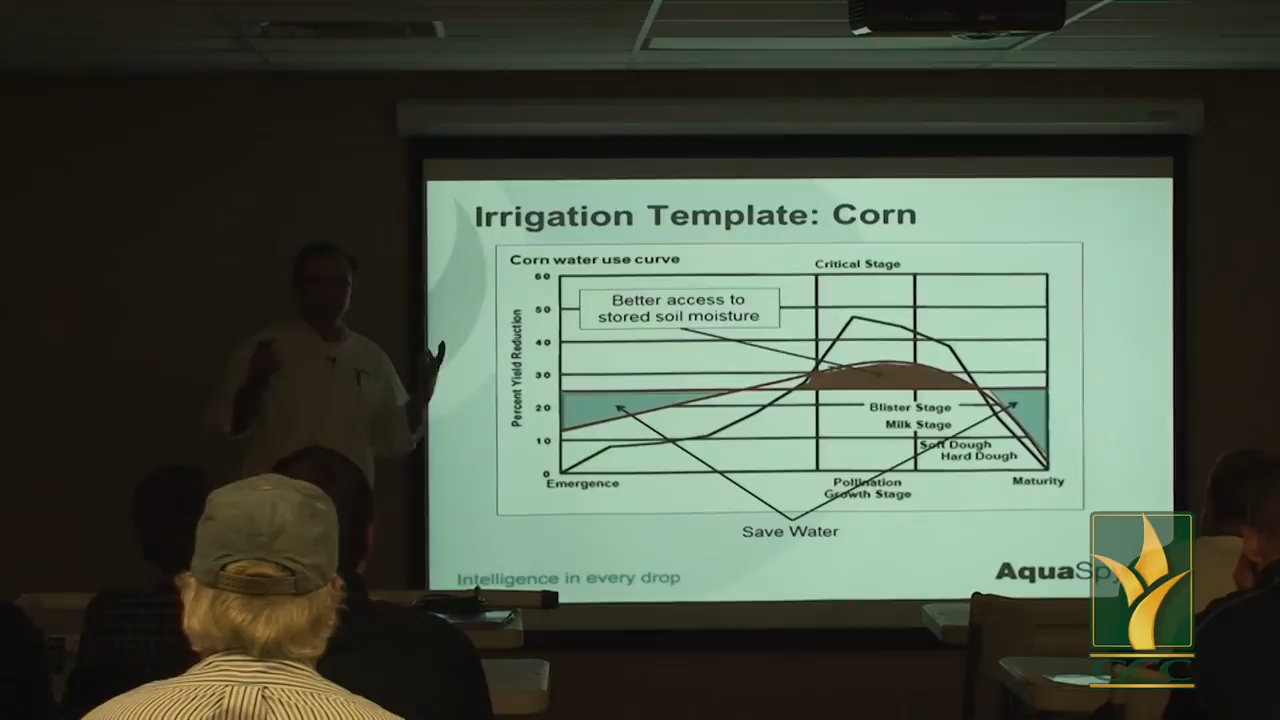 Irrigation Template: Corn
Corn water use curve
Critical Stage
60
Better access to
stored soil moisture
50
40
30
20
10
0
Percent Yield Reduction
Blister Stage
Milk Stage
Soft Dough
Hard Dough
Emergence
Pollination
Growth Stage
Maturity
Save Water
Intelligence in every drop
AquaSpy
CCC